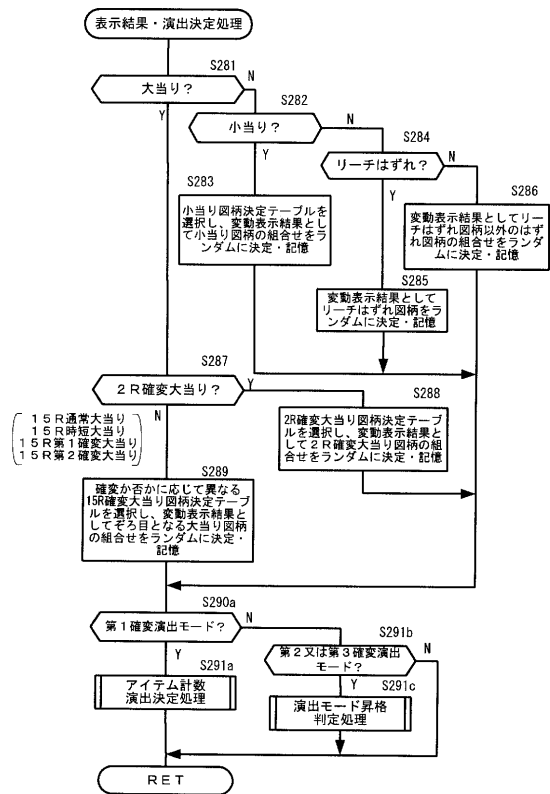 表示結果・演出決定処理
S281
大当り?
N
Y
S282
小当り?
N
Y
S284
リーチはずれ?
N
Y
S283
小当り図柄決定テーブルを
選択し、変動表示結果とし
て小当り図柄の組合せをラ
ンダムに決定・記憶
S286
変動表示結果としてリー
チはずれ図柄以外のはず
れ図柄の組合せをランダ
ムに決定・記憶
S285
変動表示結果として
リーチはずれ図柄をラ
ンダムに決定・記憶
S287
2R確変大当り?
Y
N
15R通常大当り
15R時短大当り
15R第1確変大当り
15R第2確変大当り
S288
2R確変大当り図柄決定テーブ
ルを選択し、変動表示結果と
して2R確変大当り図柄の組
合せをランダムに決定・記憶
S289
確変か否かに応じて異なる
15R確変大当り図柄決定テーブ
ルを選択し、変動表示結果と
してぞろ目となる大当り図柄
の組合せをランダムに決定・
記憶
S290a
第1確変演出モード?
N
Y
S291b
第2又は第3確変演出
モード?
N
Y
S291a
アイテム計数
演出決定処理
S291c
演出モード昇格
判定処理
RET